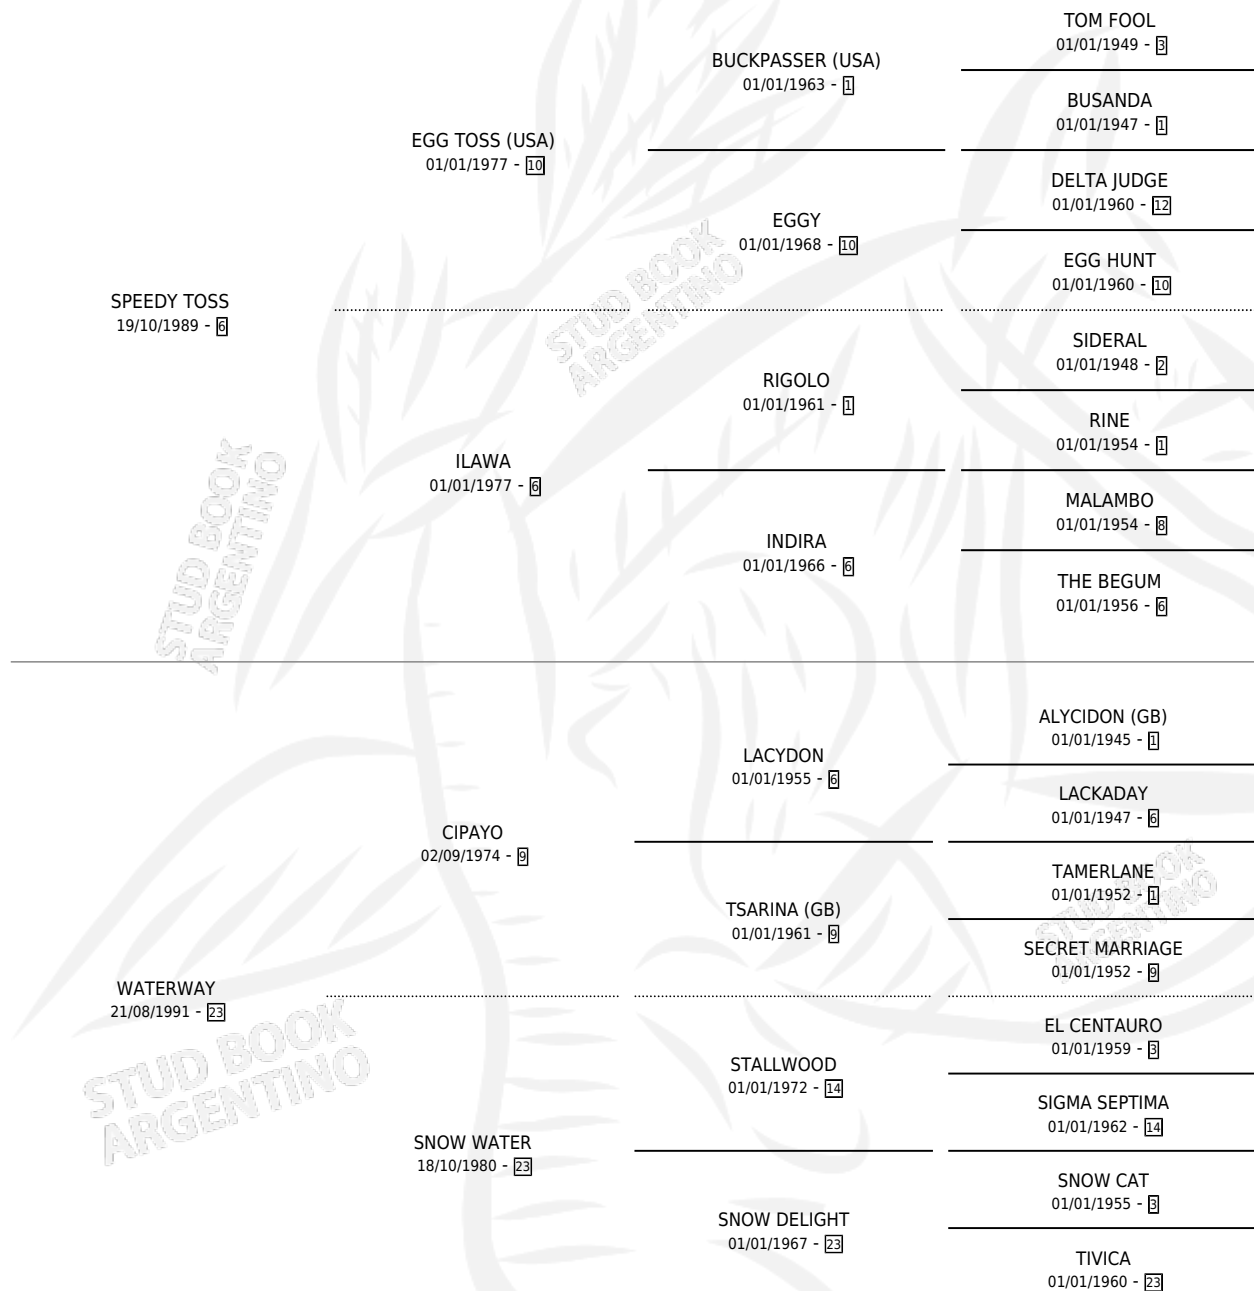 TOM FOOL
01/01/1949 - 3
BUCKPASSER (USA)
01/01/1963 - 1
BUSANDA
01/01/1947 - 1
EGG TOSS (USA)
01/01/1977 - 10
DELTA JUDGE
01/01/1960 - 12
EGGY
01/01/1968 - 10
EGG HUNT
01/01/1960 - 10
SPEEDY TOSS
19/10/1989 - 6
STUD BOOK
ARGENTINO
SIDERAL
01/01/1948 - 2
RIGOLO
01/01/1961 - 1
RINE
01/01/1954 - 1
ILAWA
01/01/1977 - 6
MALAMBO
01/01/1954 - 8
INDIRA
01/01/1966 - 6
THE BEGUM
01/01/1956 - 6
STUD BOOK
ARGENTINO
ALYCIDON (GB)
01/01/1945 - 1
LACYDON
01/01/1955 - 6
LACKADAY
01/01/1947 - 6
CIPAYO
02/09/1974 - 9
TAMERLANE
01/01/1952 - 1
TSARINA (GB)
01/01/1961 - 9
SECRET MARRIAGE
01/01/1952 - 9
STUD BOOK
ARGENTINO
WATERWAY
21/08/1991 - 23
EL CENTAURO
01/01/1959 - 3
STALLWOOD
01/01/1972 - 14
SIGMA SEPTIMA
01/01/1962 - 14
STUD BOOK
ARGENTINO
SNOW WATER
18/10/1980 - 23
SNOW CAT
01/01/1955 - 3
SNOW DELIGHT
01/01/1967 - 23
TIVICA
01/01/1960 - 23